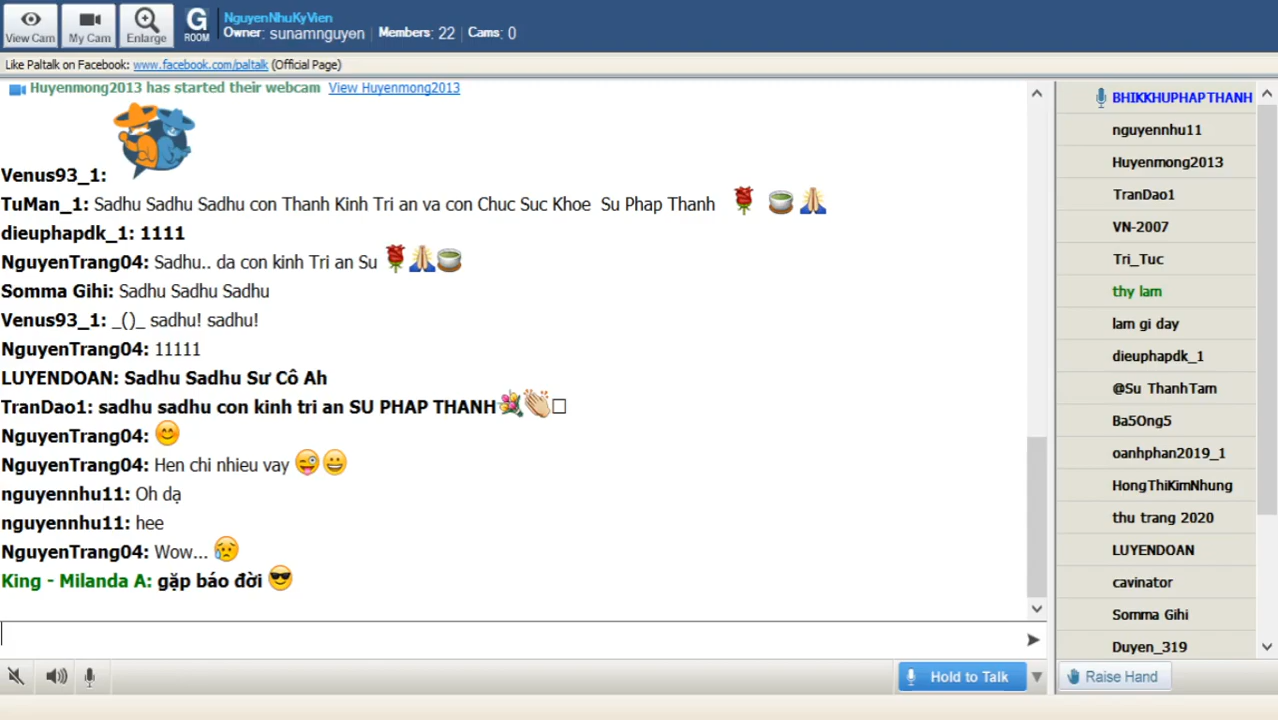 View Cam
My Cam
Enlarge
G
ROOM
NguyenNhuKyVien
Owner: sunamnguyen | Members: 22 | Cams: 0
Like Paltalk on Facebook: www.facebook.com/paltalk (Official Page)
Huyenmong2013 has started their webcam View Huyenmong2013
Venus93_1:
TuMan_1: Sadhu Sadhu Sadhu con Thanh Kinh Tri an va con Chuc Suc Khoe Su Phap Thanh
dieuphapdk_1: 1111
NguyenTrang04: Sadhu.. da con kinh Tri an Su
Somma Gihi: Sadhu Sadhu Sadhu
Venus93_1: _()_ sadhu! sadhu!
NguyenTrang04: 11111
LUYENDOAN: Sadhu Sadhu Sư Cô Ah
TranDao1: sadhu sadhu con kinh tri an SU PHAP THANH
NguyenTrang04:
NguyenTrang04: Hen chi nhieu vay
nguyennhu11: Oh dạ
nguyennhu11: hee
NguyenTrang04: Wow...
King - Milanda A: gặp báo đời
Hold to Talk
BHIKKHUPHAPTHANH
nguyennhu11
Huyenmong2013
TranDao1
VN-2007
Tri_Tuc
thy lam
lam gi day
dieuphapdk_1
@Su ThanhTam
Ba5Ong5
oanhphan2019_1
HongThiKimNhung
thu trang 2020
LUYENDOAN
cavinator
Somma Gihi
Duyen_319
Raise Hand